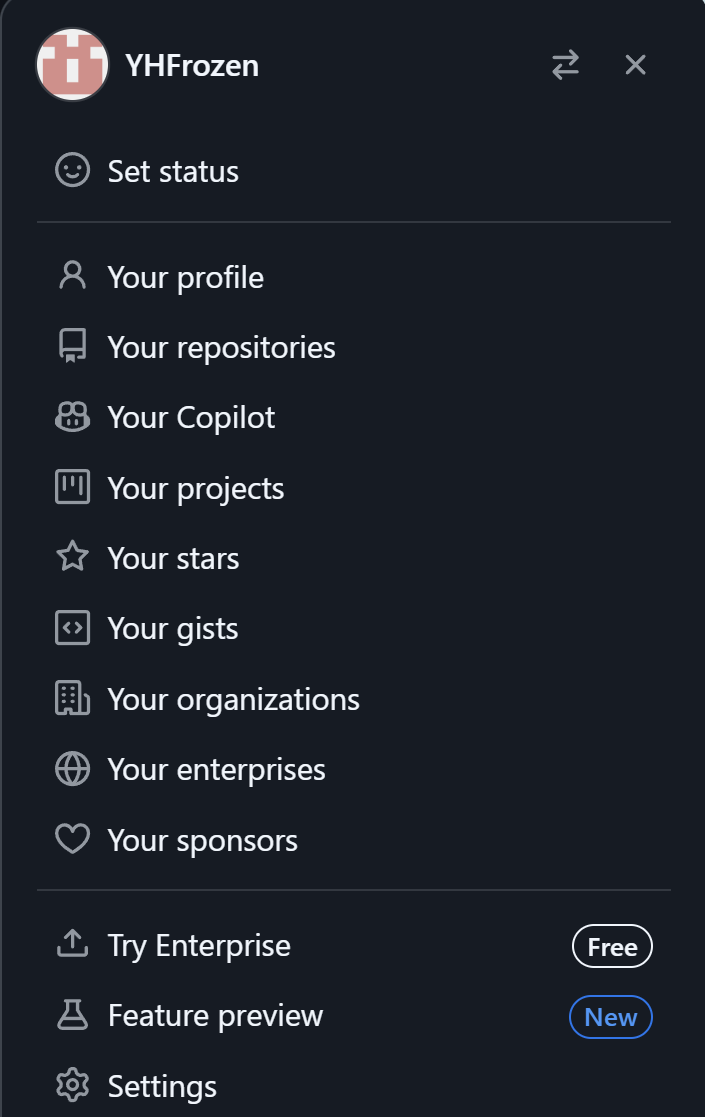 YHFrozen
Set status
Your profile
Your repositories
Your Copilot
Your projects
Your stars
Your gists
Your organizations
Your enterprises
Your sponsors
Try Enterprise Free
Feature preview New
Settings